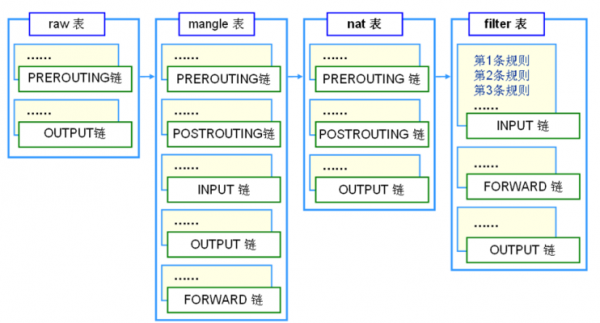 raw 表
……
PREROUTING链
……
OUTPUT链
mangle 表
……
PREROUTING链
……
POSTROUTING链
……
INPUT 链
……
OUTPUT 链
……
FORWARD 链
nat 表
……
PREROUTING 链
……
POSTROUTING 链
……
OUTPUT 链
filter 表
第1条规则
第2条规则
第3条规则
……
INPUT 链
……
FORWARD 链
……
OUTPUT 链